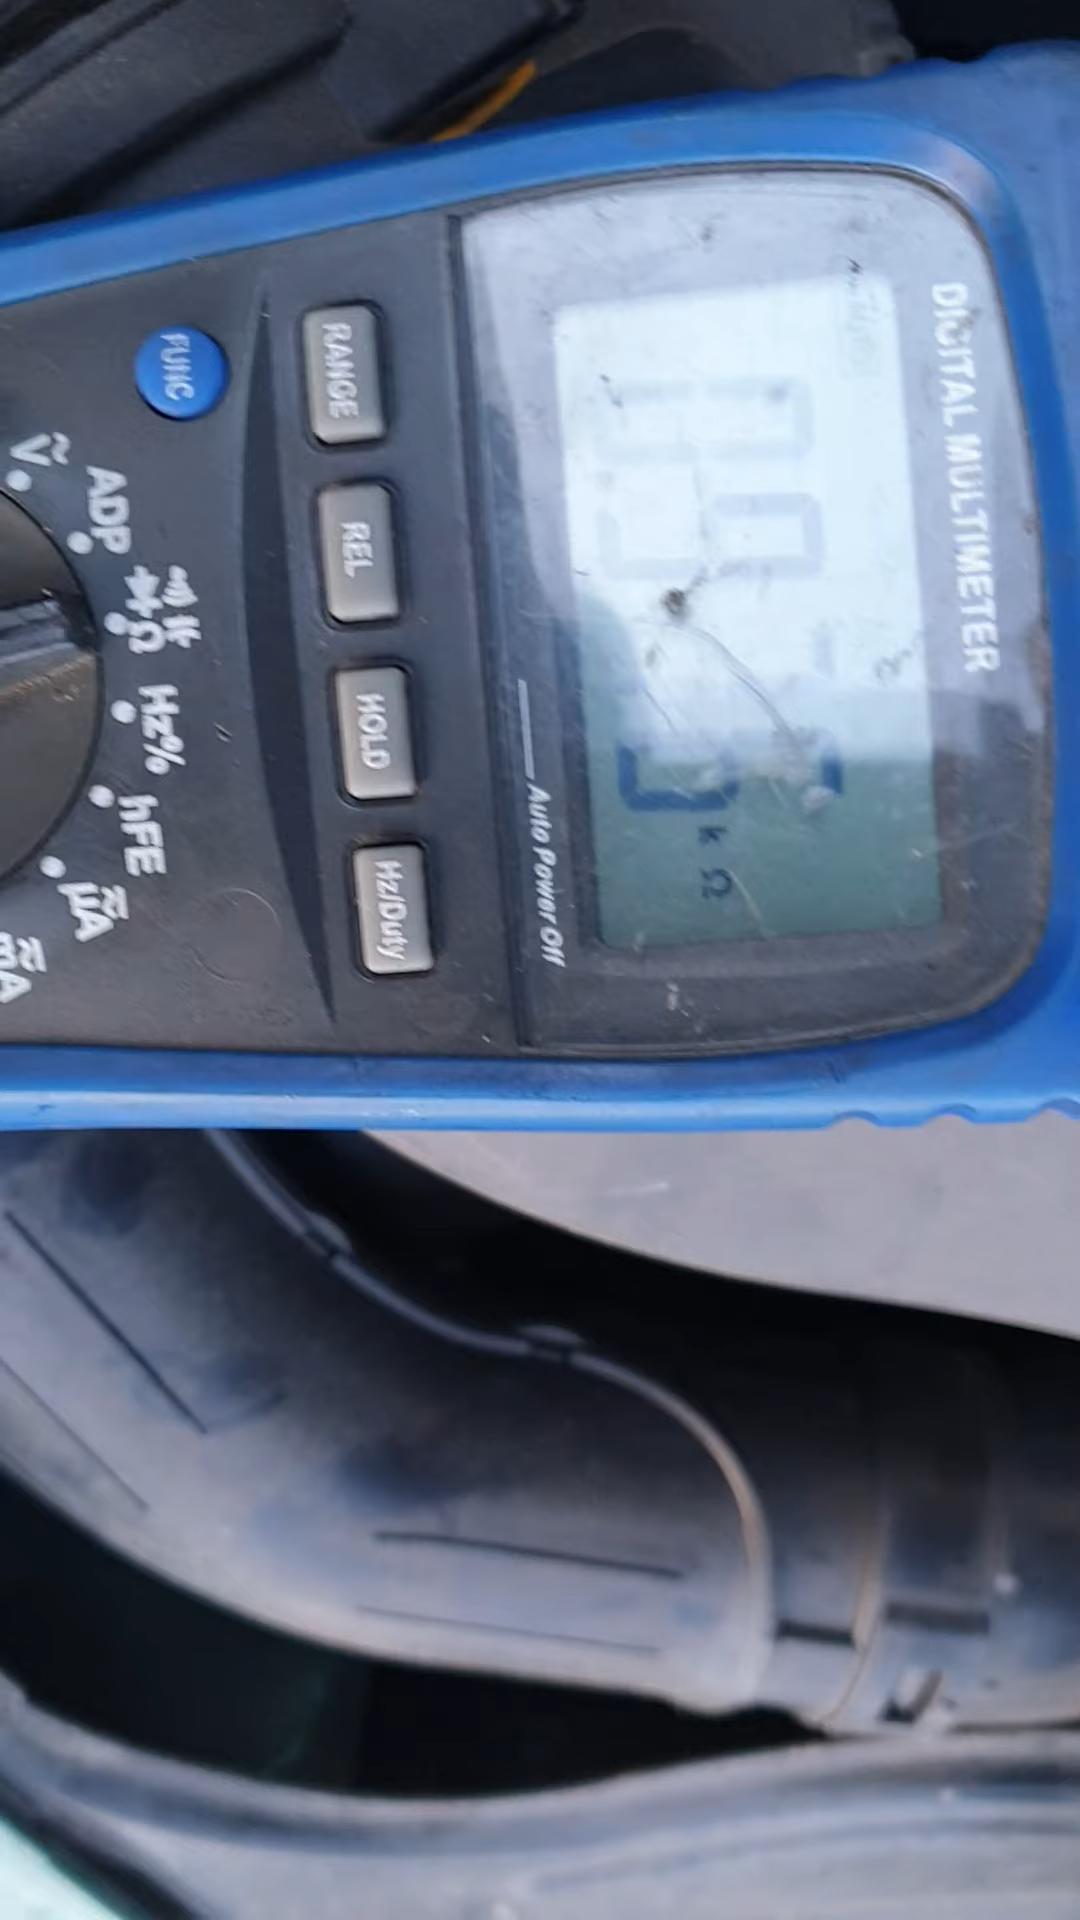 DIGITAL MULTIMETER
k Ω
Auto Power Off
RANGE
REL
HOLD
Hz/Duty
FUNC
V
ADP
Ω
Hz%
hFE
µA
mA